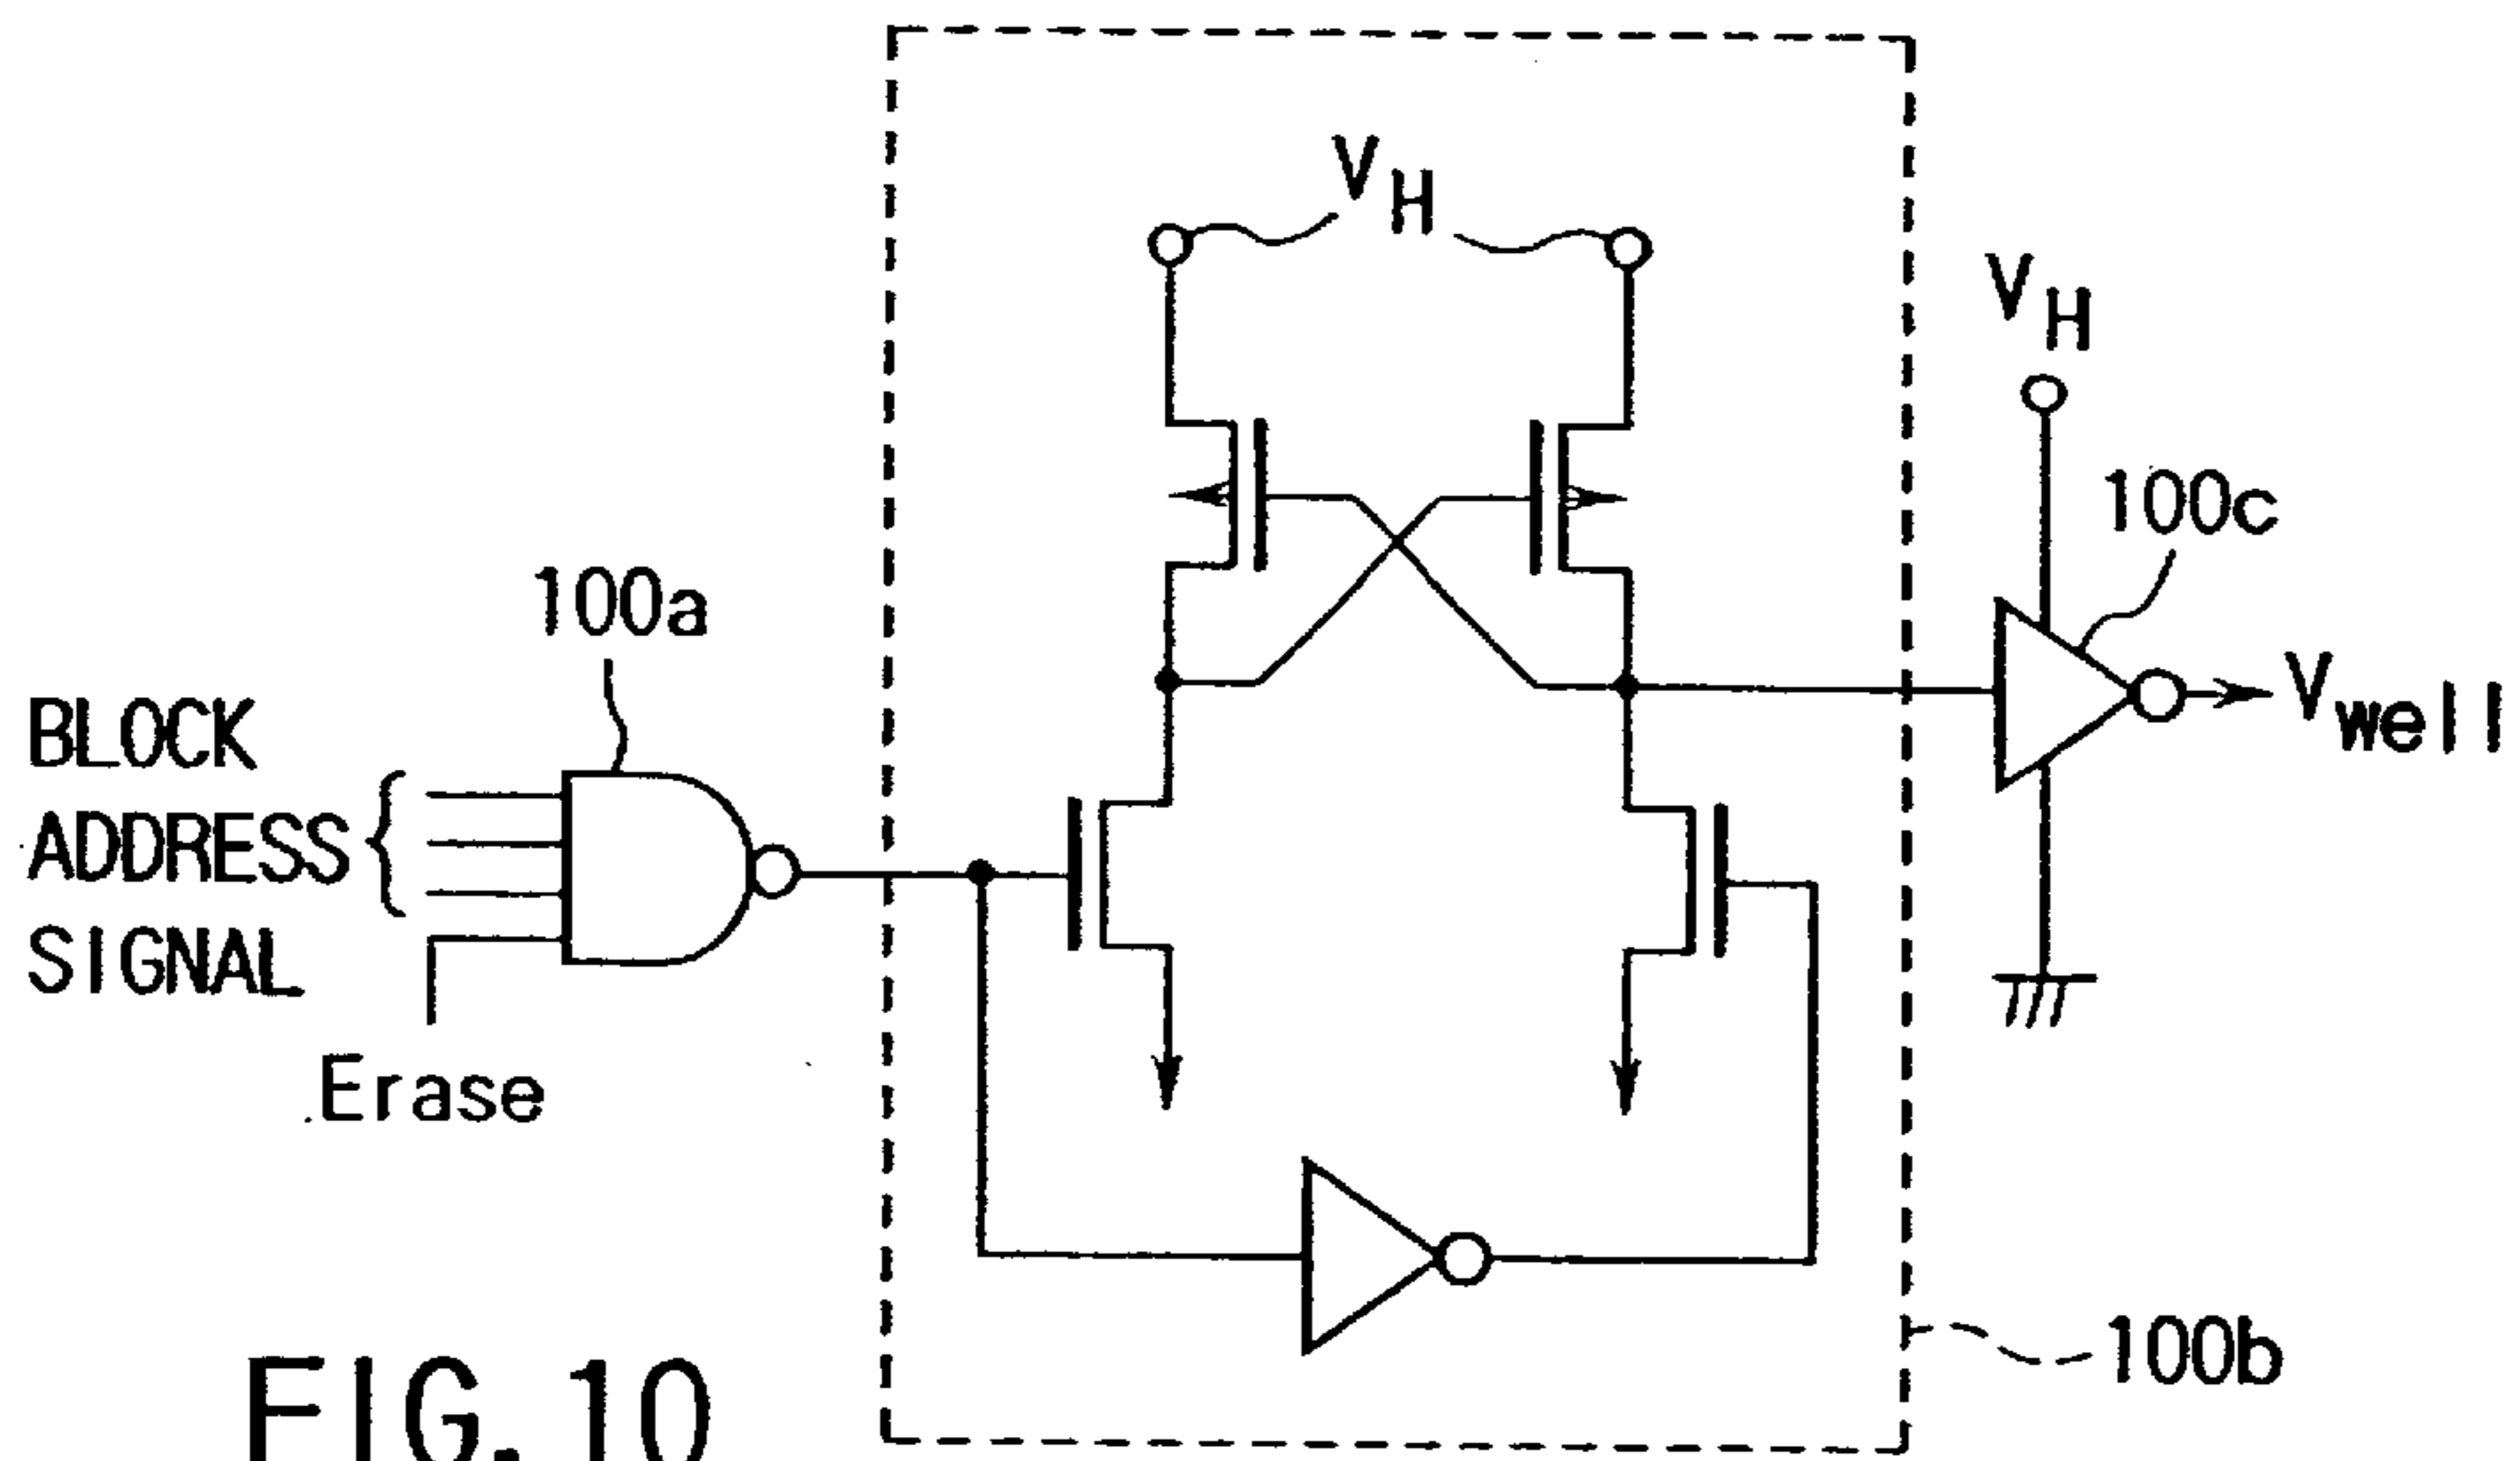 V_H
V_H
100c
100a
V_well
BLOCK
ADDRESS
SIGNAL
Erase
100b
FIG.10